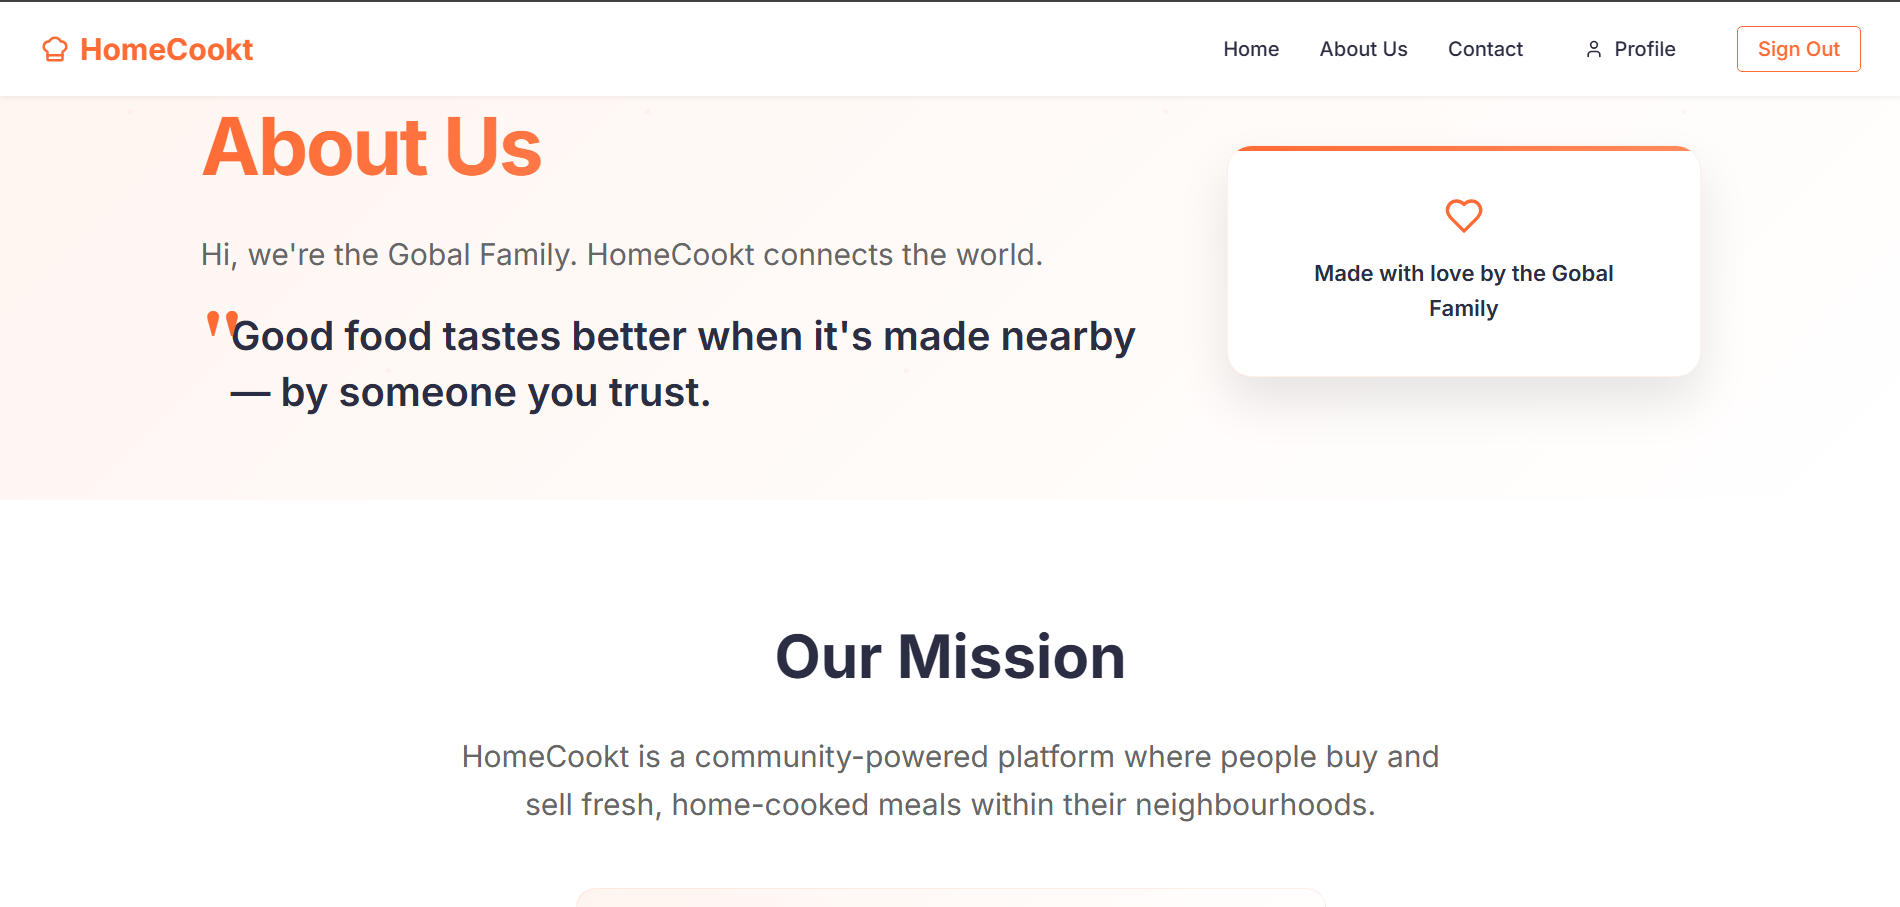 HomeCookt
Home
About Us
Contact
Profile
Sign Out
About Us
Hi, we're the Gobal Family. HomeCookt connects the world.
"Good food tastes better when it's made nearby
— by someone you trust.
Made with love by the Gobal
Family
Our Mission
HomeCookt is a community-powered platform where people buy and
sell fresh, home-cooked meals within their neighbourhoods.